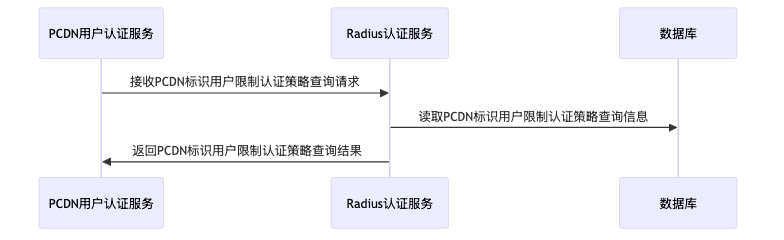 PCDN用户认证服务
Radius认证服务
数据库
接收PCDN标识用户限制认证策略查询请求
读取PCDN标识用户限制认证策略查询信息
返回PCDN标识用户限制认证策略查询结果
PCDN用户认证服务
Radius认证服务
数据库